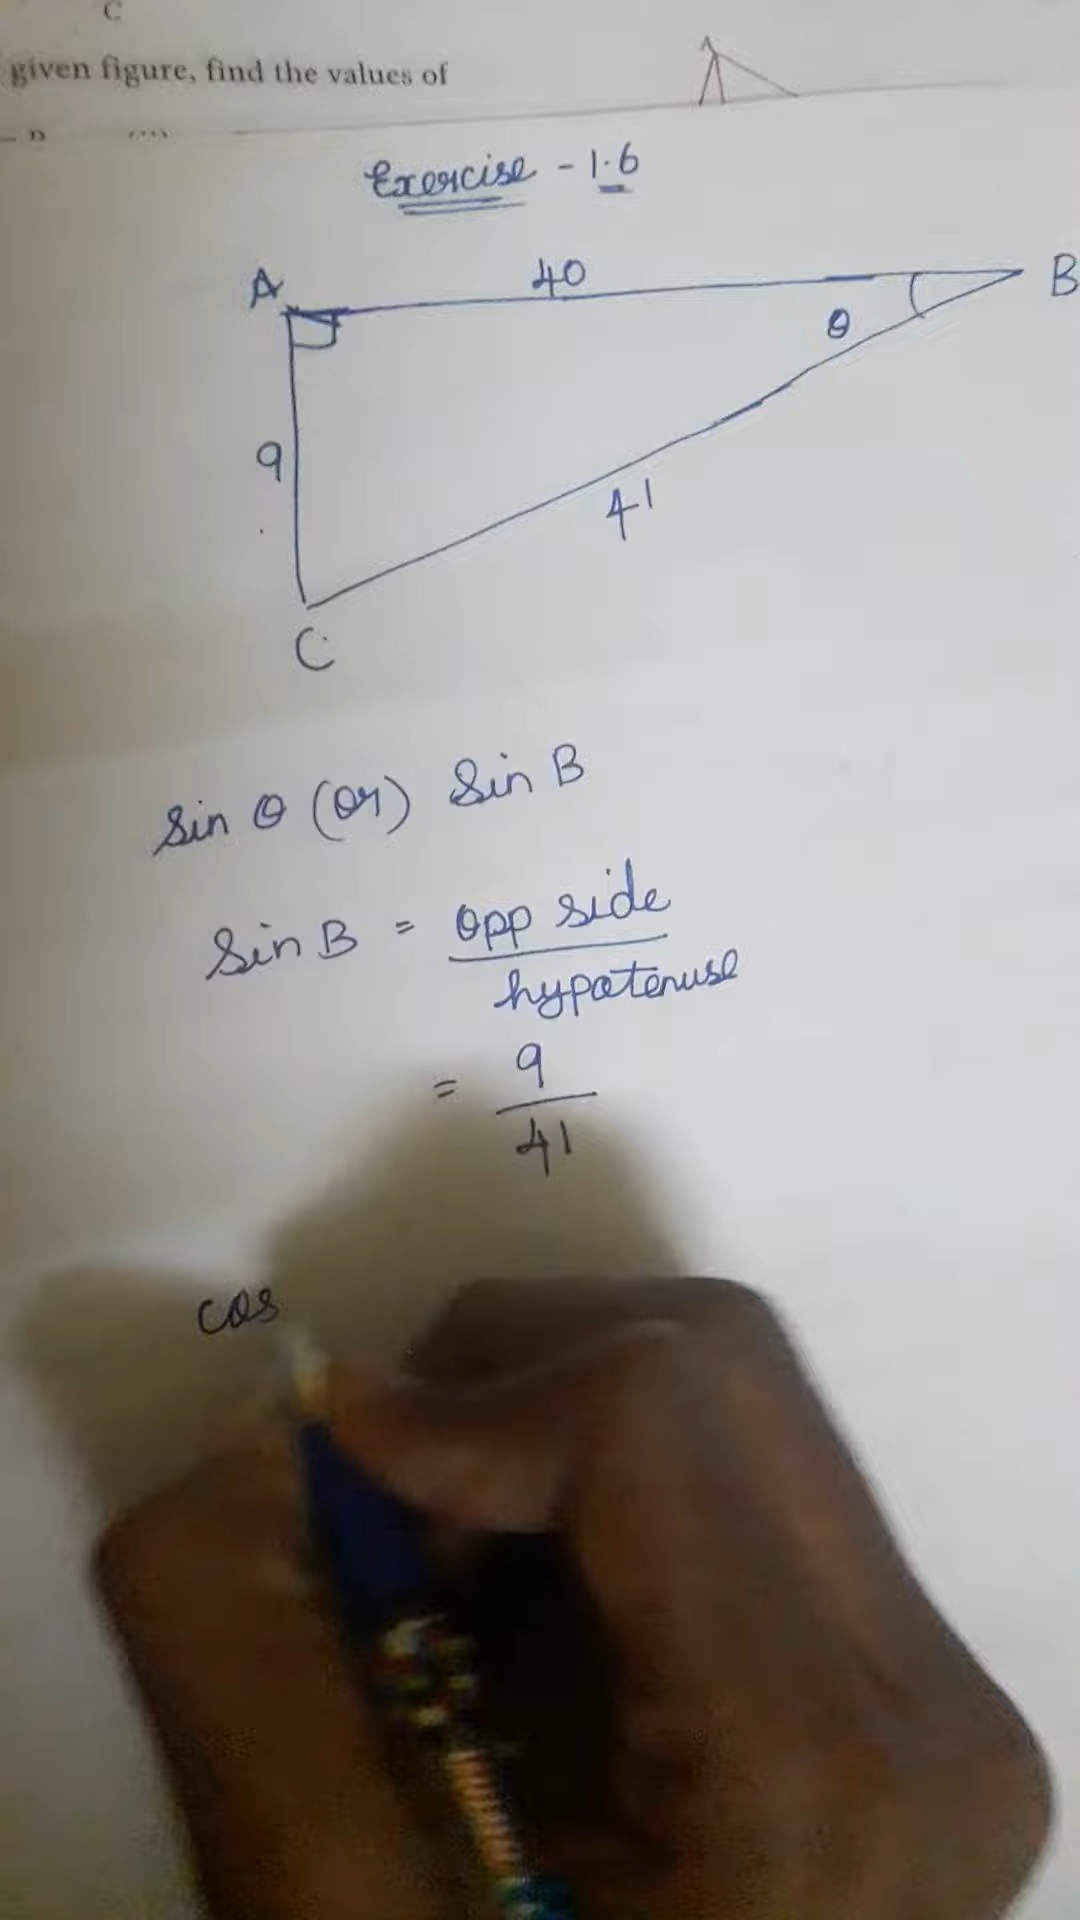 C
given figure, find the values of
Exercise - 1.6
A
40
B
θ
9
41
C
Sin θ (or) Sin B
Sin B = Opp side
hypotenuse
= 9
41
cos